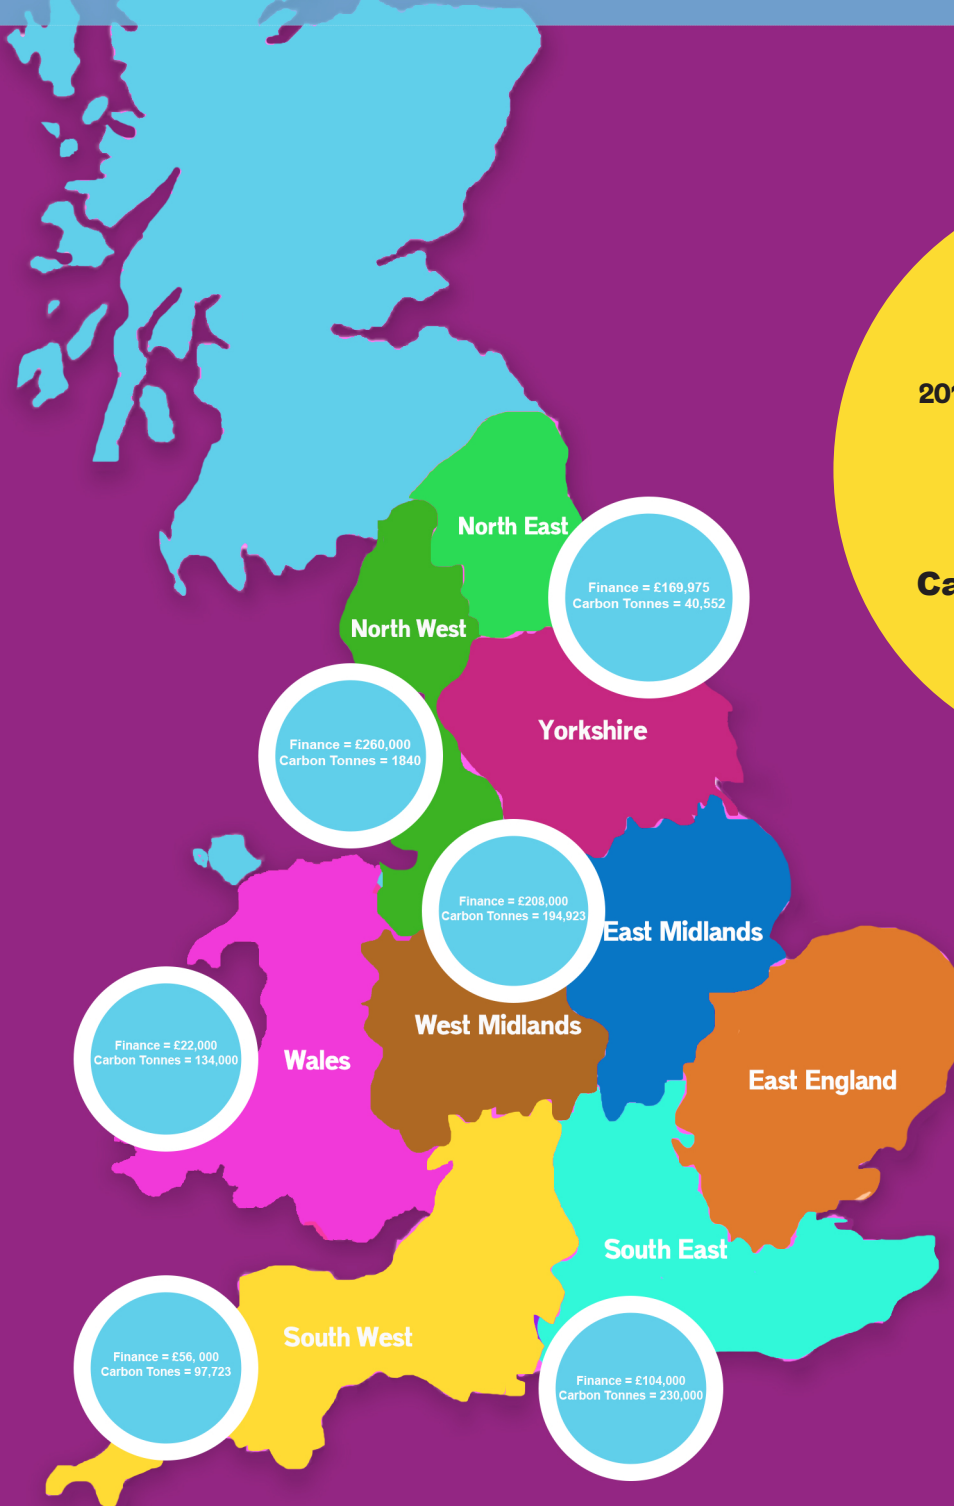 201
Ca
North East
Finance = £169,975
Carbon Tonnes = 40,552
North West
Yorkshire
Finance = £260,000
Carbon Tonnes = 1840
Finance = £208,000
Carbon Tonnes = 194,923
East Midlands
West Midlands
Finance = £22,000
Carbon Tonnes = 134,000
Wales
East England
South East
South West
Finance = £56, 000
Carbon Tones = 97,723
Finance = £104,000
Carbon Tonnes = 230,000